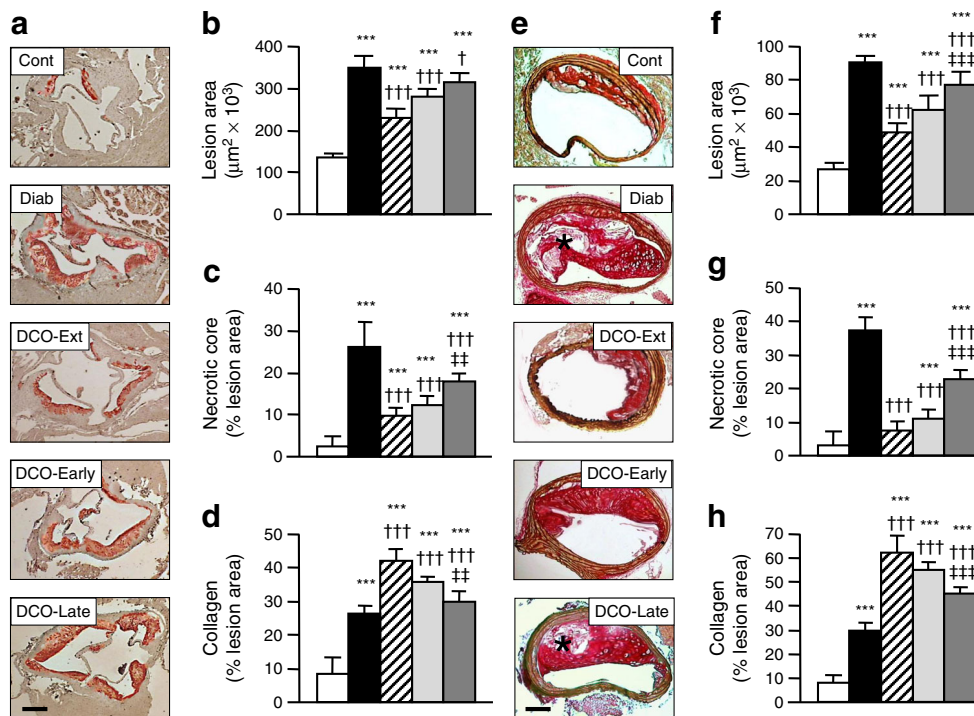 a
Cont
Diab
DCO-Ext
DCO-Early
DCO-Late
b
Lesion area
(μm² × 10³)
400
300
200
100
0
***
***
†††
***
†††
***
†
c
Necrotic core
(% lesion area)
40
30
20
10
0
***
***
†††
***
†††
***
†††
‡‡
d
Collagen
(% lesion area)
50
40
30
20
10
0
***
***
†††
***
†††
***
†††
‡‡
e
Cont
Diab
*
DCO-Ext
DCO-Early
DCO-Late
*
f
Lesion area
(μm² × 10³)
100
80
60
40
20
0
***
***
†††
***
†††
***
†††
‡‡‡
g
Necrotic core
(% lesion area)
50
40
30
20
10
0
***
†††
***
†††
***
†††
‡‡‡
h
Collagen
(% lesion area)
70
60
50
40
30
20
10
0
***
***
†††
***
†††
***
†††
‡‡‡